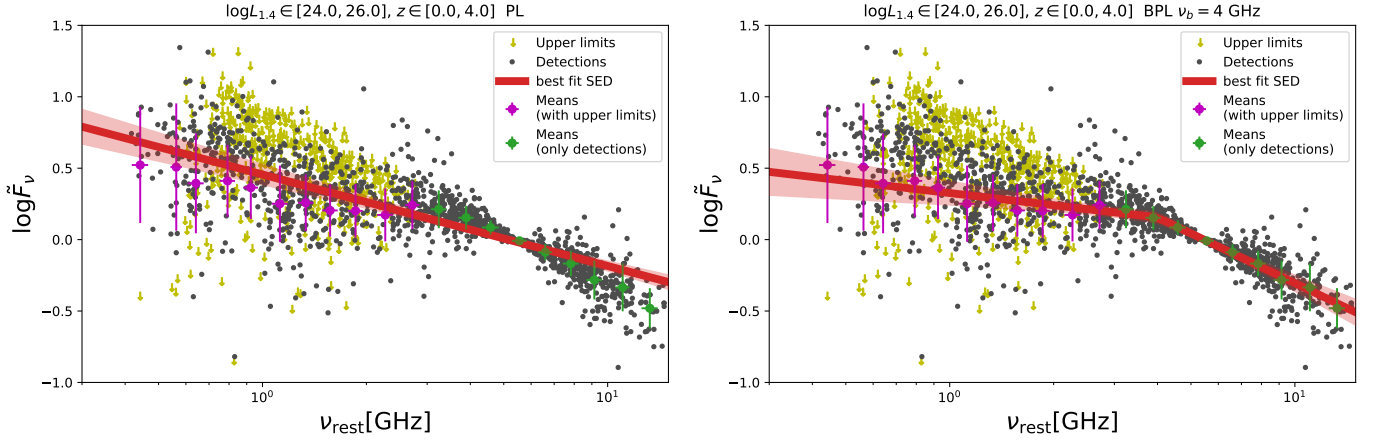 logL₁.₄ ∈ [24.0, 26.0], z ∈ [0.0, 4.0] PL
1.5
1.0
0.5
0.0
−0.5
−1.0
logF̃ᵥ
10⁰
10¹
ν_rest[GHz]
Upper limits
Detections
best fit SED
Means
(with upper limits)
Means
(only detections)
logL₁.₄ ∈ [24.0, 26.0], z ∈ [0.0, 4.0] BPL ν_b = 4 GHz
1.5
1.0
0.5
0.0
−0.5
−1.0
logF̃ᵥ
10⁰
10¹
ν_rest[GHz]
Upper limits
Detections
best fit SED
Means
(with upper limits)
Means
(only detections)